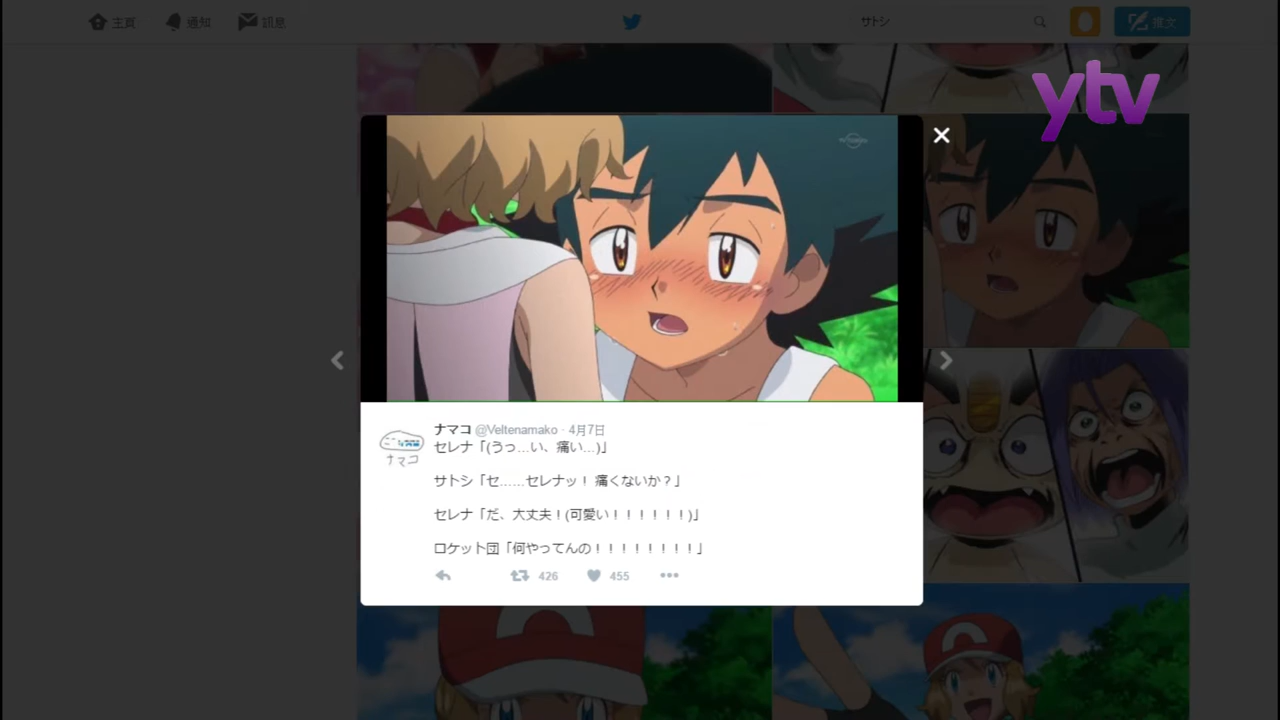 主頁 通知 訊息 サトシ 推文
ytv
ナマコ @Veltenamako · 4月7日
セレナ「(うっ…い、痛い…)」
サトシ「セ……セレナッ！ 痛くないか？」
セレナ「だ、大丈夫！(可愛い！！！！！！)」
ロケット団「何やってんの！！！！！！！！」
426 455
ナマコ